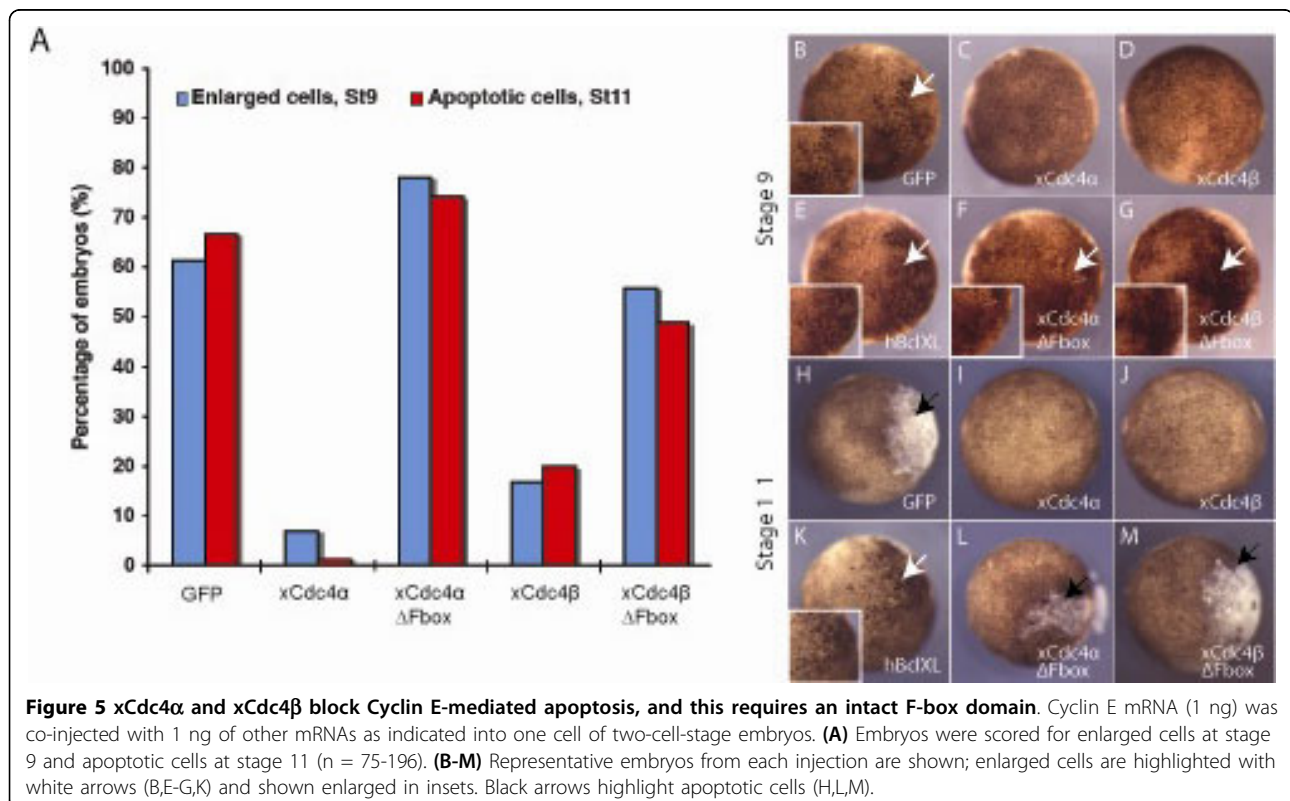 A
100
90
80
70
60
50
40
30
20
10
0
Percentage of embryos (%)
Enlarged cells, St9
Apoptotic cells, St11
GFP
xCdc4α
xCdc4α
ΔFbox
xCdc4β
xCdc4β
ΔFbox
Stage 9
B
GFP
C
xCdc4α
D
xCdc4β
E
hBclXL
F
xCdc4α
ΔFbox
G
xCdc4β
ΔFbox
Stage 1 1
H
GFP
I
xCdc4α
J
xCdc4β
K
hBclXL
L
xCdc4α
ΔFbox
M
xCdc4β
ΔFbox
Figure 5 xCdc4α and xCdc4β block Cyclin E-mediated apoptosis, and this requires an intact F-box domain. Cyclin E mRNA (1 ng) was
co-injected with 1 ng of other mRNAs as indicated into one cell of two-cell-stage embryos. (A) Embryos were scored for enlarged cells at stage
9 and apoptotic cells at stage 11 (n = 75-196). (B-M) Representative embryos from each injection are shown; enlarged cells are highlighted with
white arrows (B,E-G,K) and shown enlarged in insets. Black arrows highlight apoptotic cells (H,L,M).